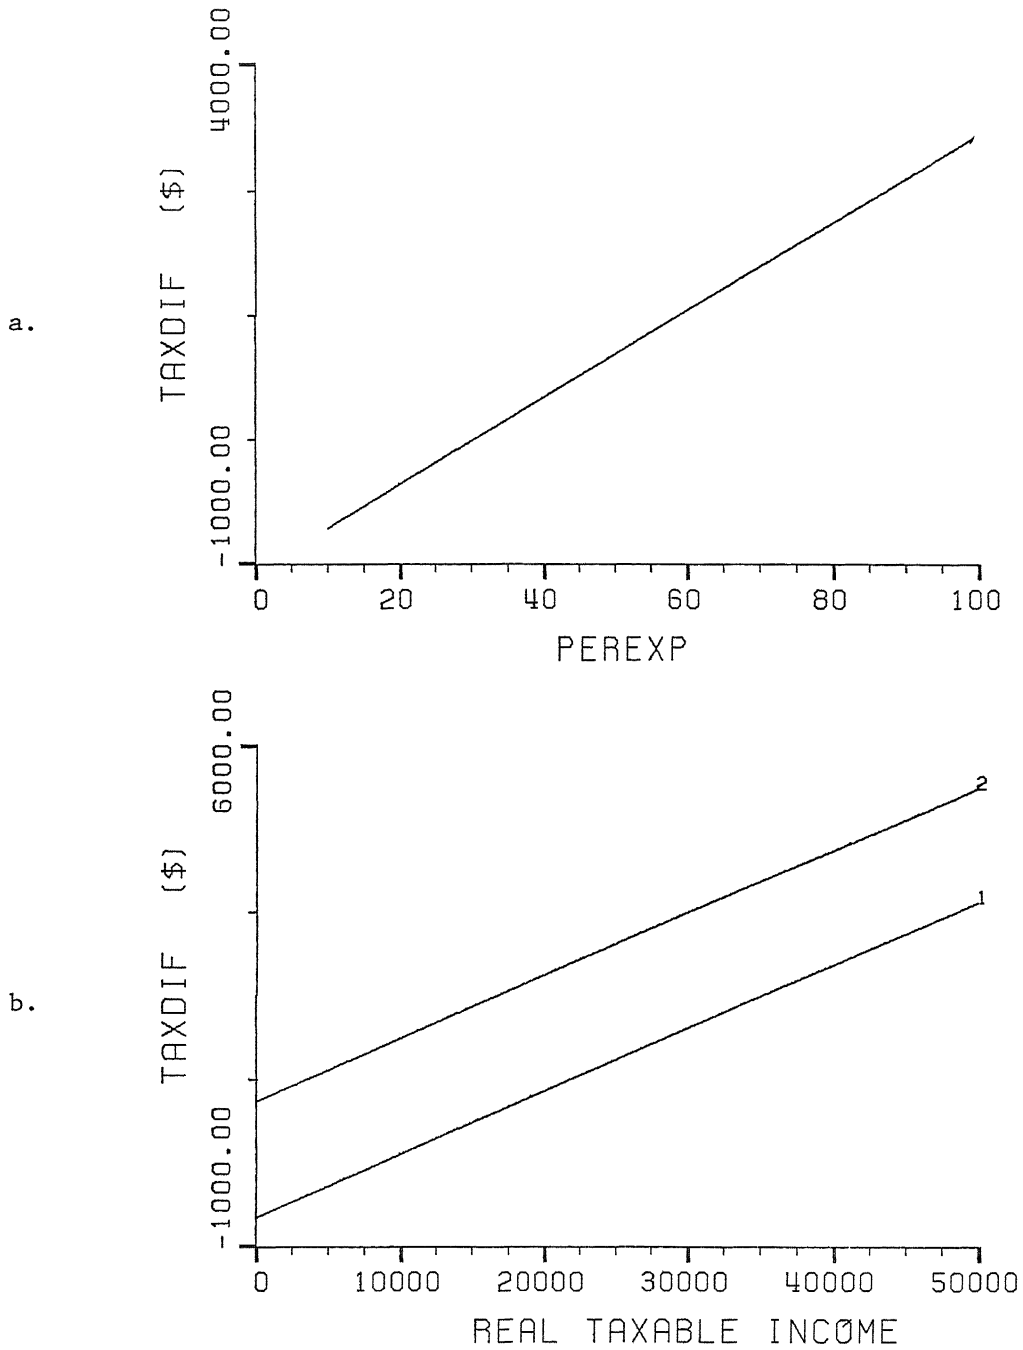 4000.00
TAXDIF ($)
a.
-1000.00
0 20 40 60 80 100
PEREXP
6000.00
2
1
TAXDIF ($)
b.
-1000.00
0 10000 20000 30000 40000 50000
REAL TAXABLE INCOME